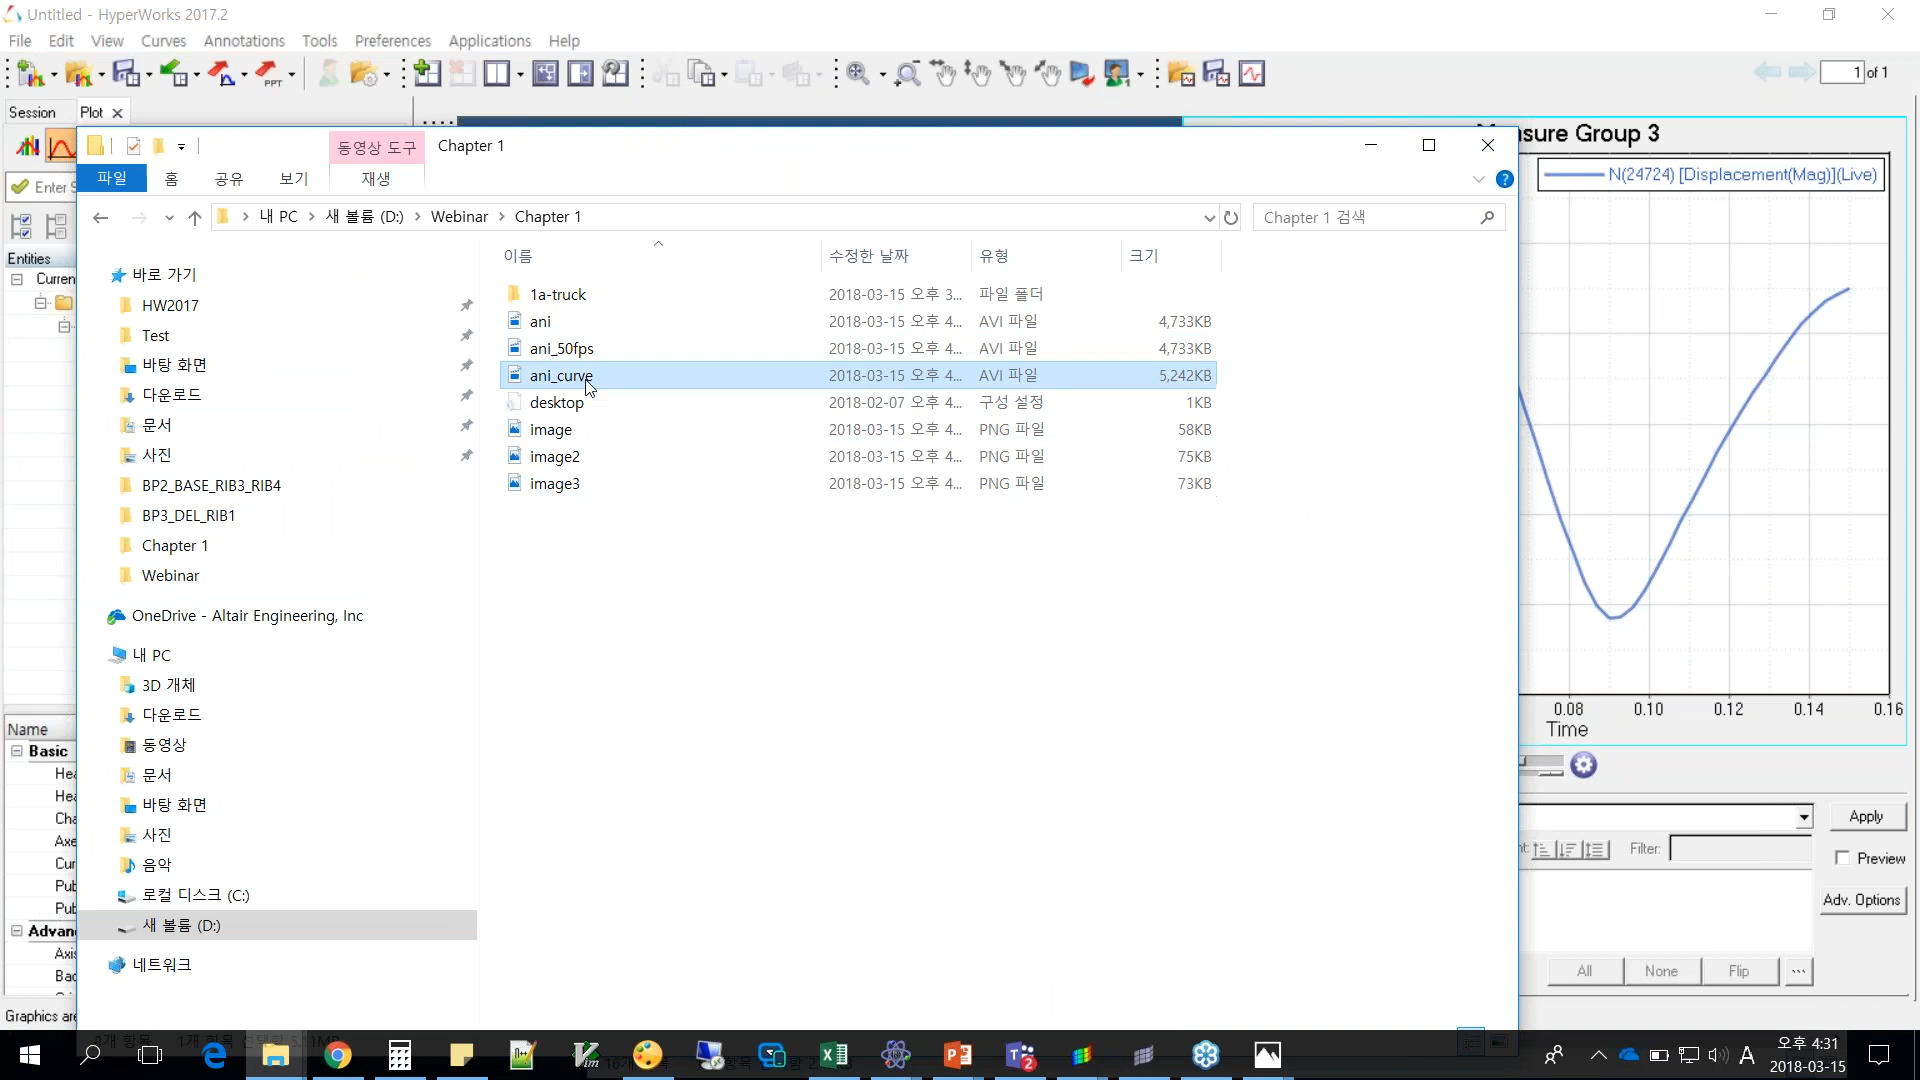 Untitled - HyperWorks 2017.2
File Edit View Curves Annotations Tools Preferences Applications Help
PPT
1 of 1
Session
Plot
Measure Group 3
N(24724) [Displacement(Mag)](Live)
동영상 도구
Chapter 1
파일
홈
공유
보기
재생
Enter S
내 PC
새 볼륨 (D:)
Webinar
Chapter 1
Chapter 1 검색
이름
수정한 날짜
유형
크기
Entities
Curren
바로 가기
HW2017
Test
바탕 화면
다운로드
문서
사진
BP2_BASE_RIB3_RIB4
BP3_DEL_RIB1
Chapter 1
Webinar
OneDrive - Altair Engineering, Inc
내 PC
3D 개체
다운로드
동영상
문서
바탕 화면
사진
음악
로컬 디스크 (C:)
새 볼륨 (D:)
네트워크
1a-truck 2018-03-15 오후 3... 파일 폴더
ani 2018-03-15 오후 4... AVI 파일 4,733KB
ani_50fps 2018-03-15 오후 4... AVI 파일 4,733KB
ani_curve 2018-03-15 오후 4... AVI 파일 5,242KB
desktop 2018-02-07 오후 4... 구성 설정 1KB
image 2018-03-15 오후 4... PNG 파일 58KB
image2 2018-03-15 오후 4... PNG 파일 75KB
image3 2018-03-15 오후 4... PNG 파일 73KB
0.08 0.10 0.12 0.14 0.16
Time
Name
Basic
Hea
Hea
Cha
Axe
Cur
Pub
Pub
Advan
Axis
Bac
Apply
Filter:
Preview
Adv. Options
All
None
Flip
...
Graphics are
A
오후 4:31
2018-03-15